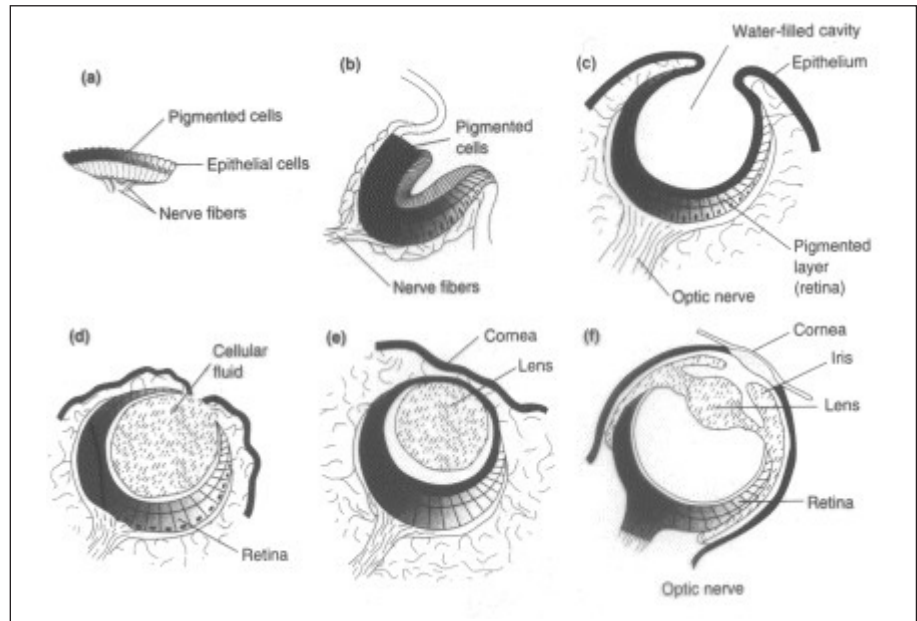 (a)
Pigmented cells
Epithelial cells
Nerve fibers
(b)
Pigmented
cells
Nerve fibers
(c)
Water-filled cavity
Epithelium
Pigmented
layer
(retina)
Optic nerve
(d)
Cellular
fluid
Retina
(e)
Cornea
Lens
(f)
Cornea
Iris
Lens
Retina
Optic nerve